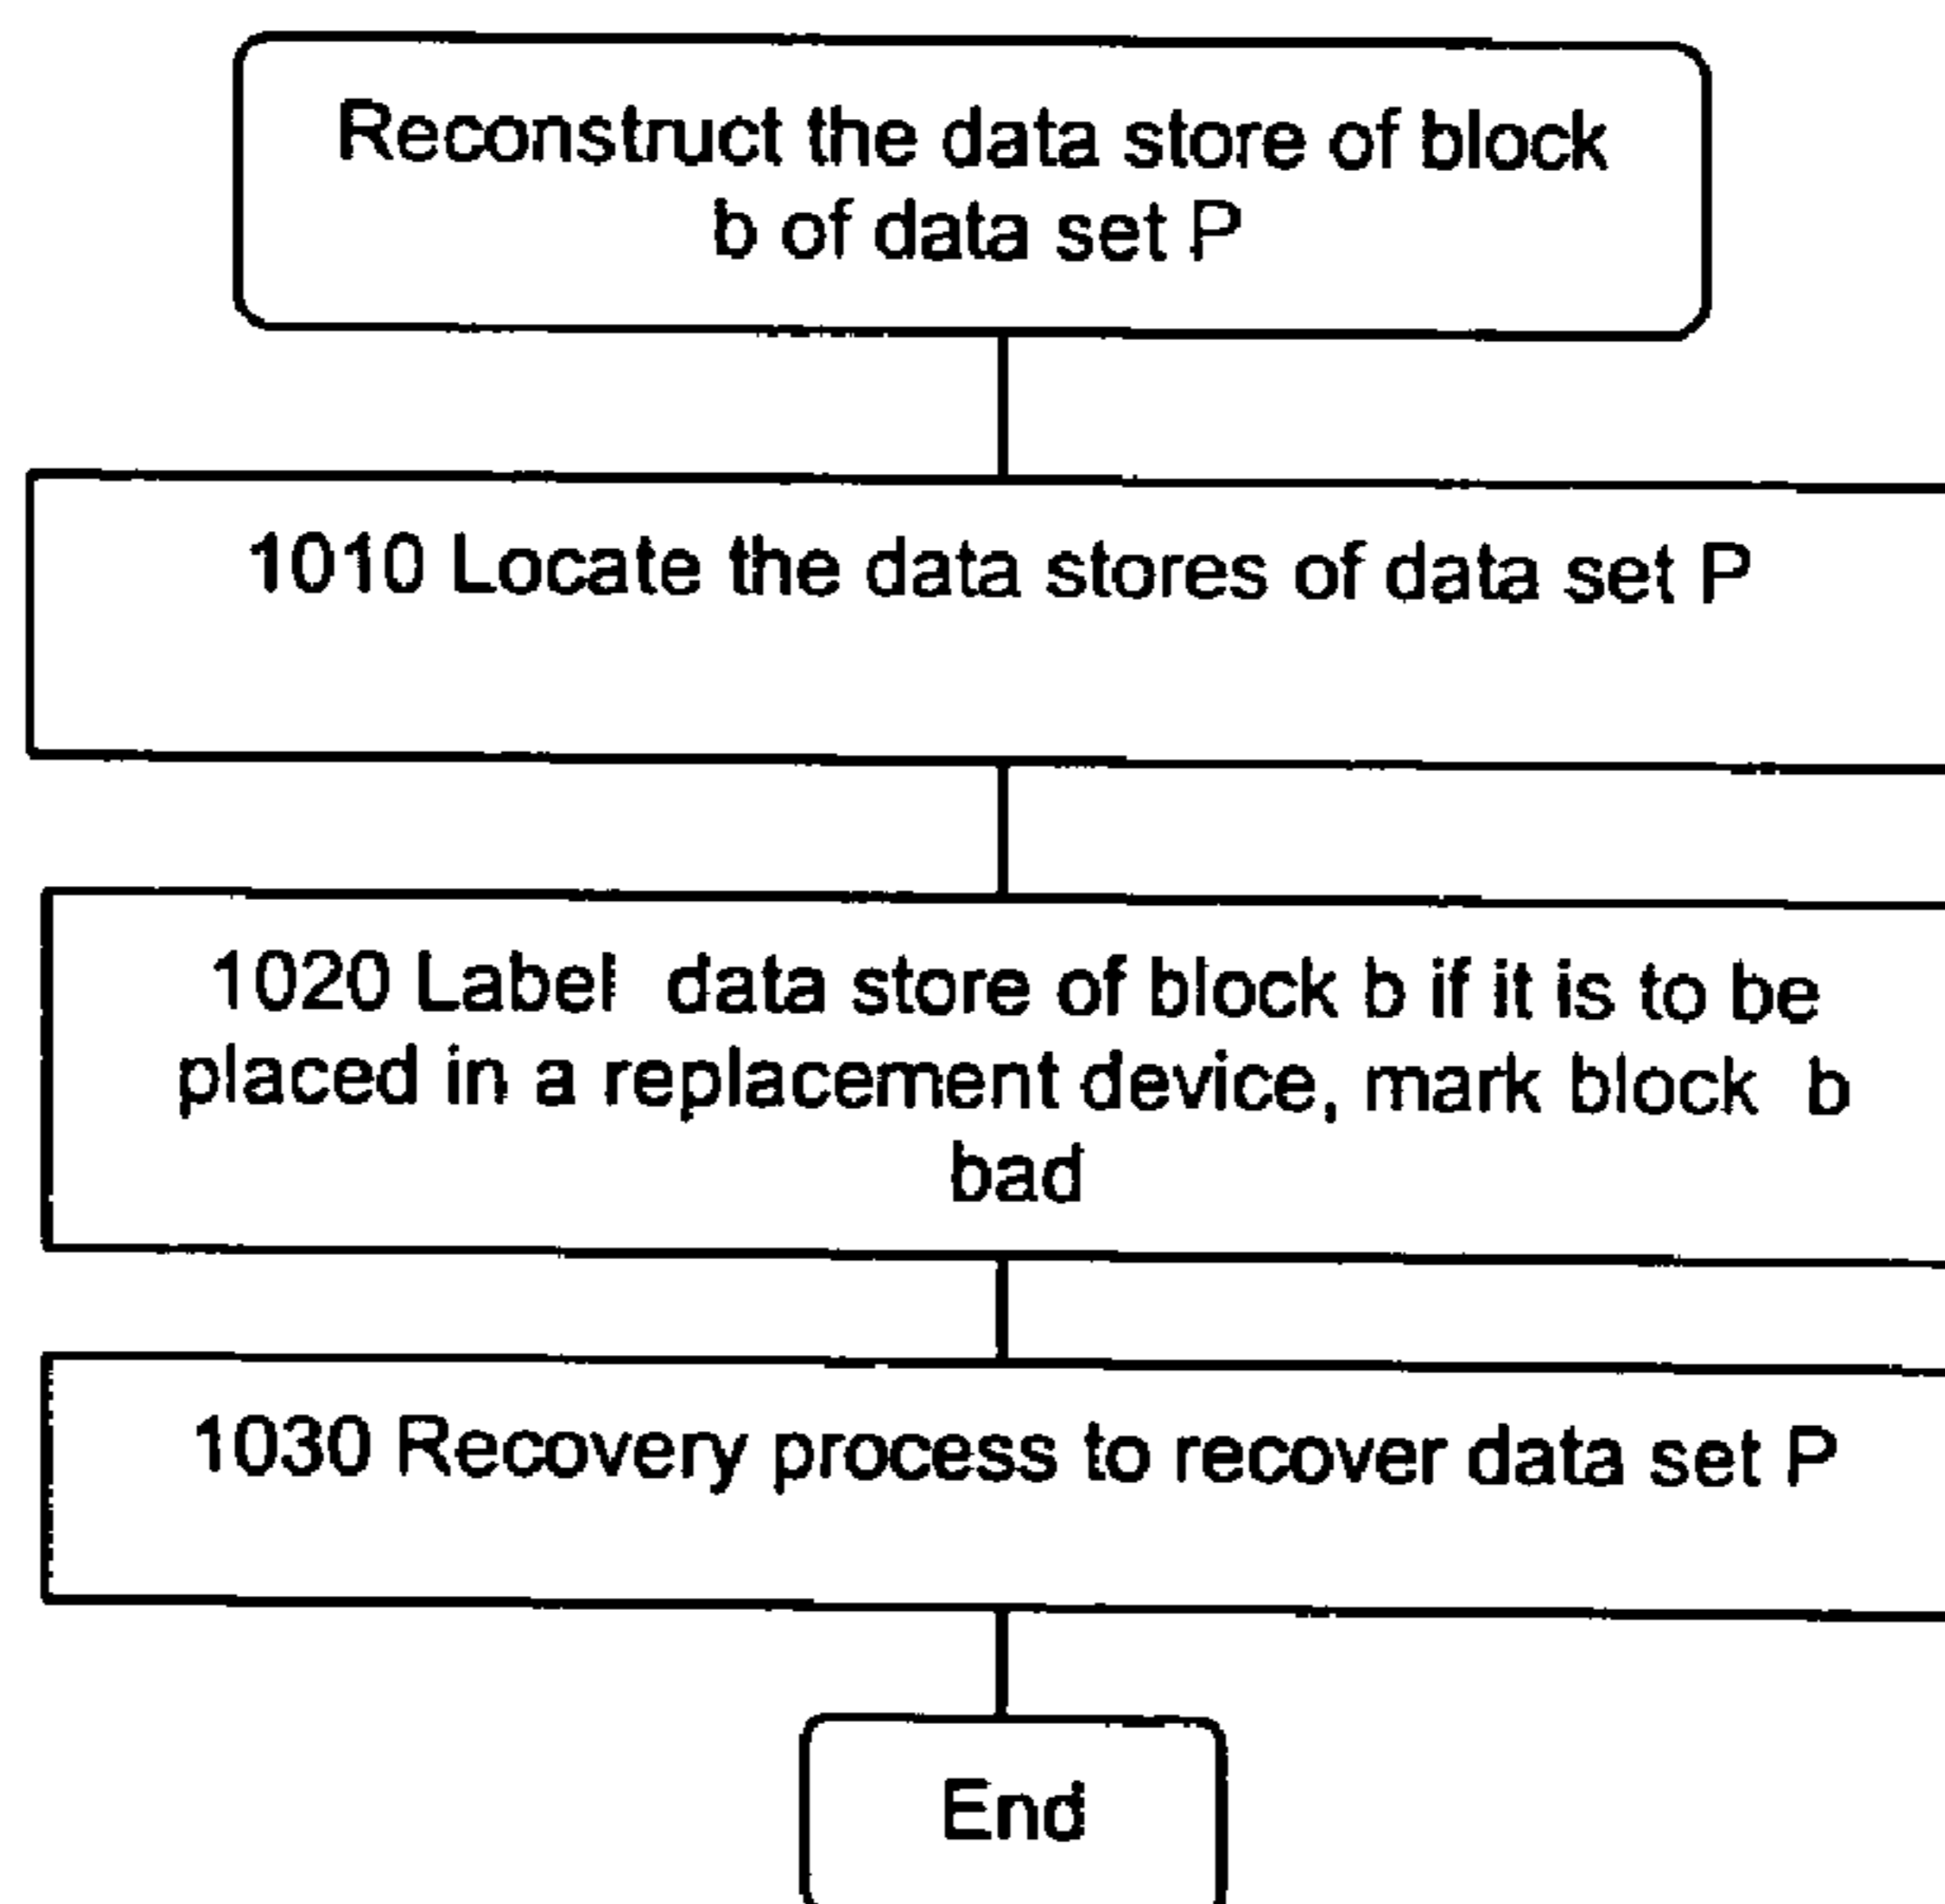 Reconstruct the data store of block
b of data set P
1010 Locate the data stores of data set P
1020 Label data store of block b if it is to be
placed in a replacement device, mark block b
bad
1030 Recovery process to recover data set P
End